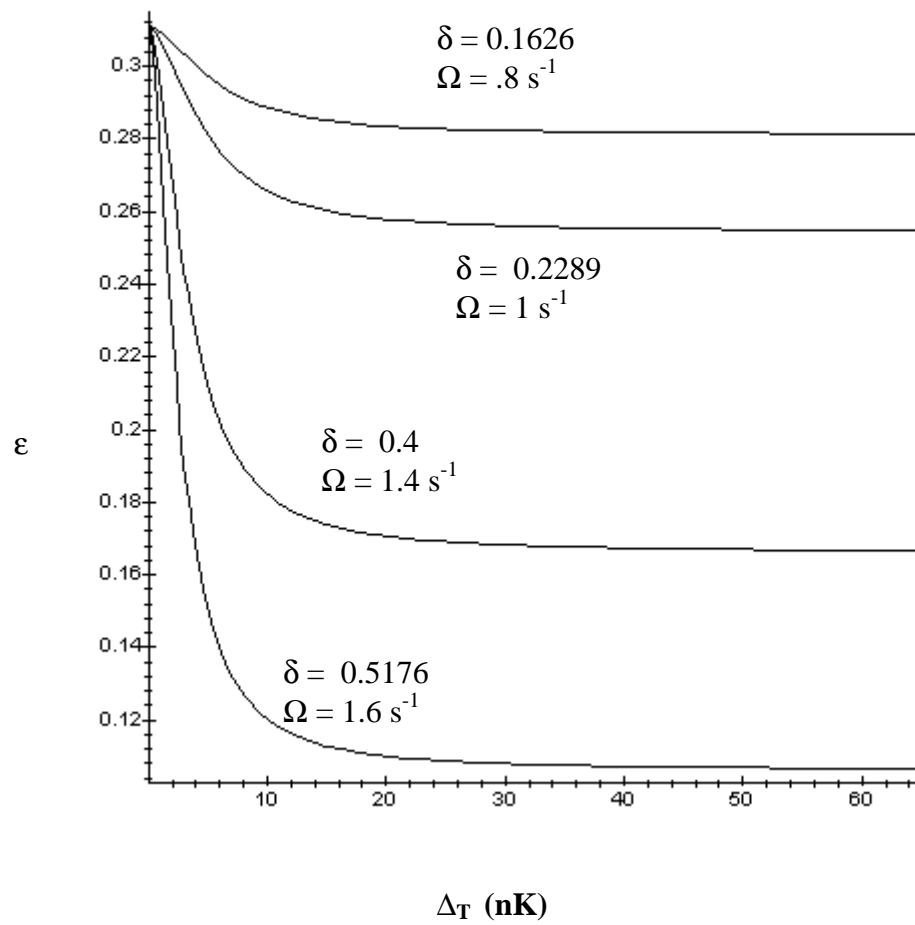 δ = 0.1626
Ω = .8 s⁻¹
0.3
0.28
0.26
δ = 0.2289
Ω = 1 s⁻¹
0.24
0.22
0.2
ε
δ = 0.4
Ω = 1.4 s⁻¹
0.18
0.16
0.14
δ = 0.5176
Ω = 1.6 s⁻¹
0.12
10 20 30 40 50 60
Δ_T (nK)